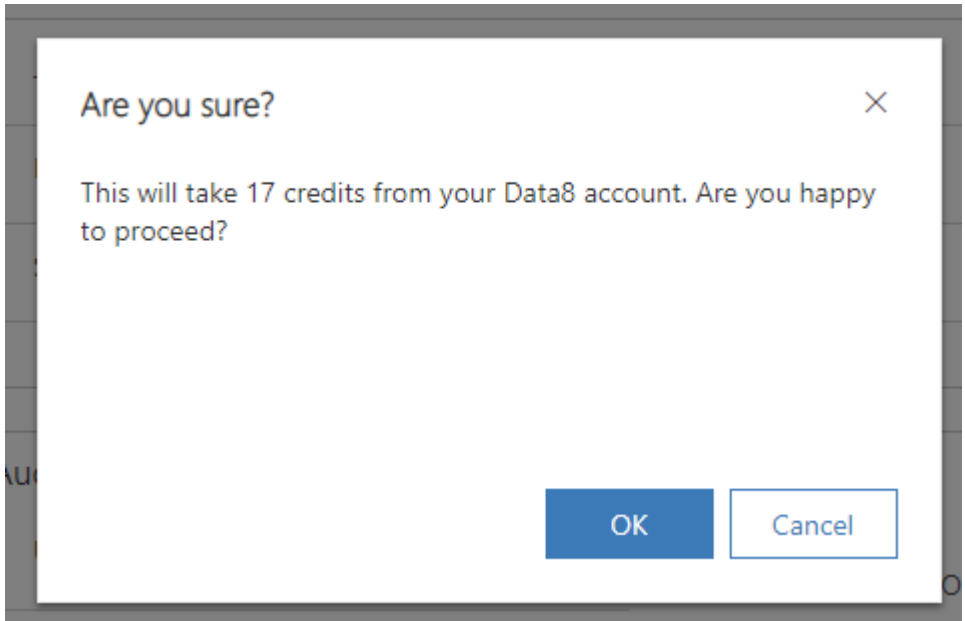 Are you sure?
This will take 17 credits from your Data8 account. Are you happy
to proceed?
OK
Cancel